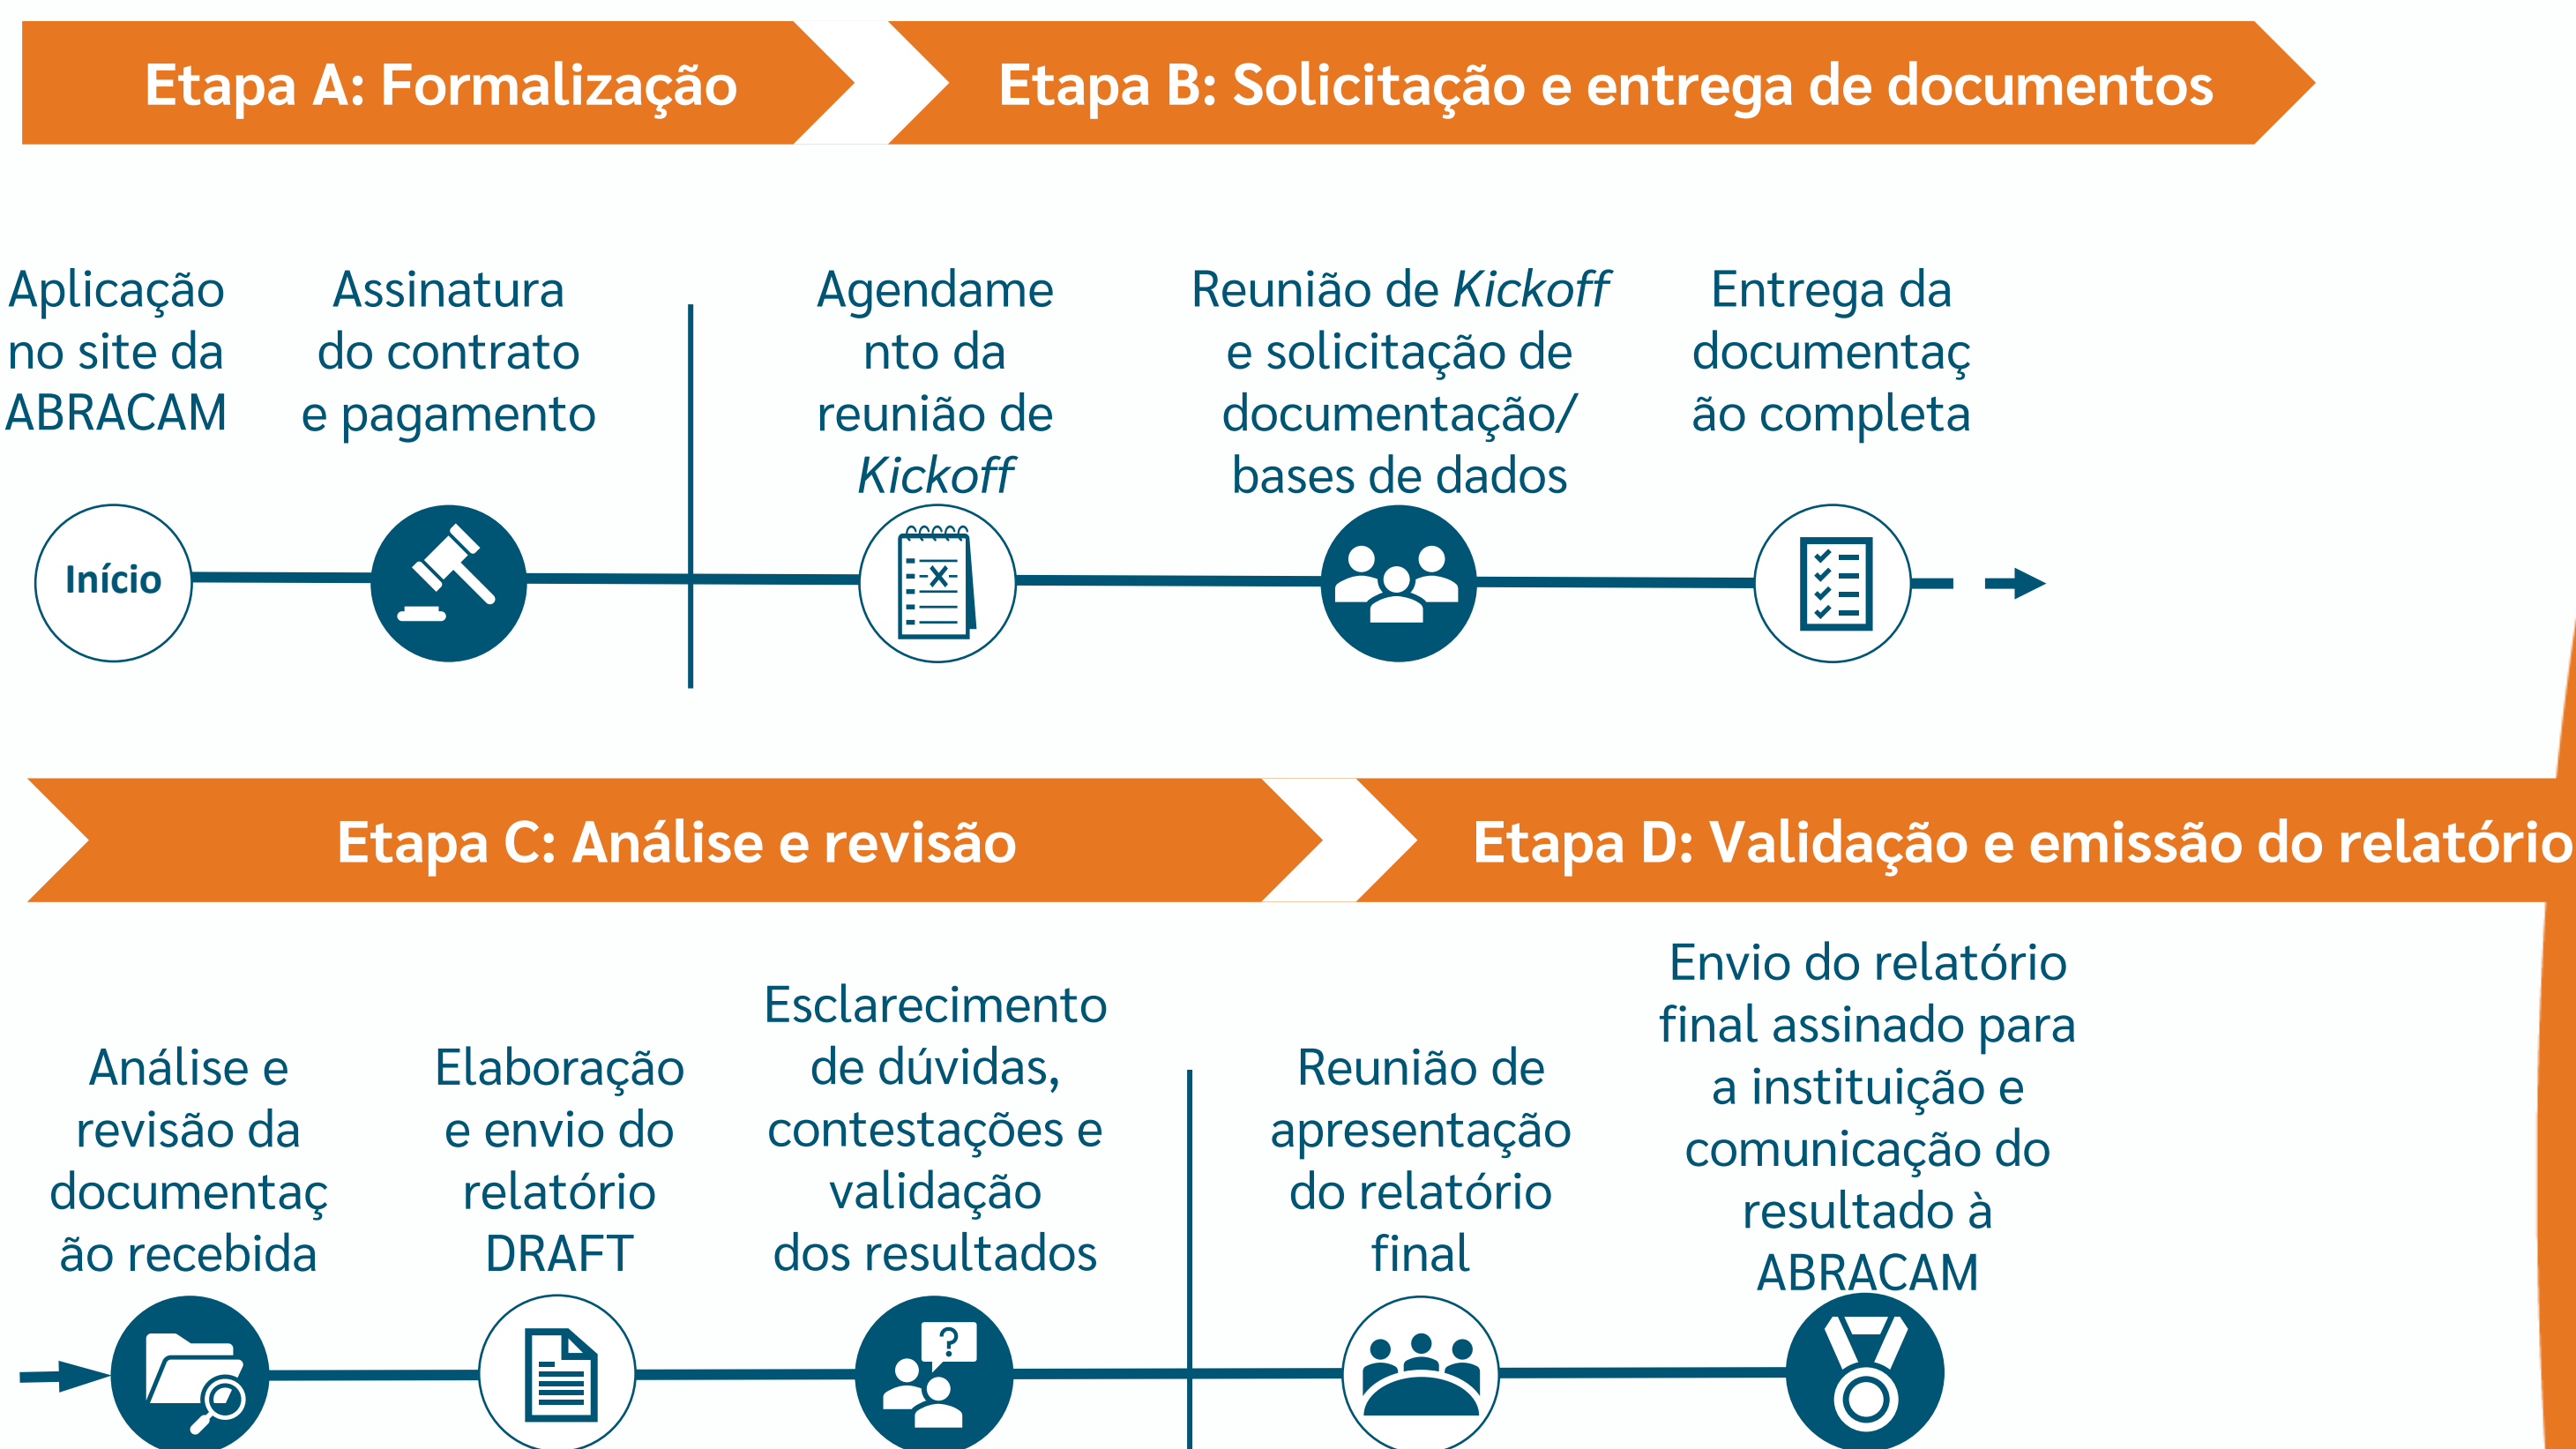 Etapa A: Formalização
Etapa B: Solicitação e entrega de documentos
Aplicação
no site da
ABRACAM
Assinatura
do contrato
e pagamento
Agendame
nto da
reunião de
Kickoff
Reunião de Kickoff
e solicitação de
documentação/
bases de dados
Entrega da
documentaç
ão completa
Início
Etapa C: Análise e revisão
Etapa D: Validação e emissão do relatório
Análise e
revisão da
documentaç
ão recebida
Elaboração
e envio do
relatório
DRAFT
Esclarecimento
de dúvidas,
contestações e
validação
dos resultados
Reunião de
apresentação
do relatório
final
Envio do relatório
final assinado para
a instituição e
comunicação do
resultado à
ABRACAM
?